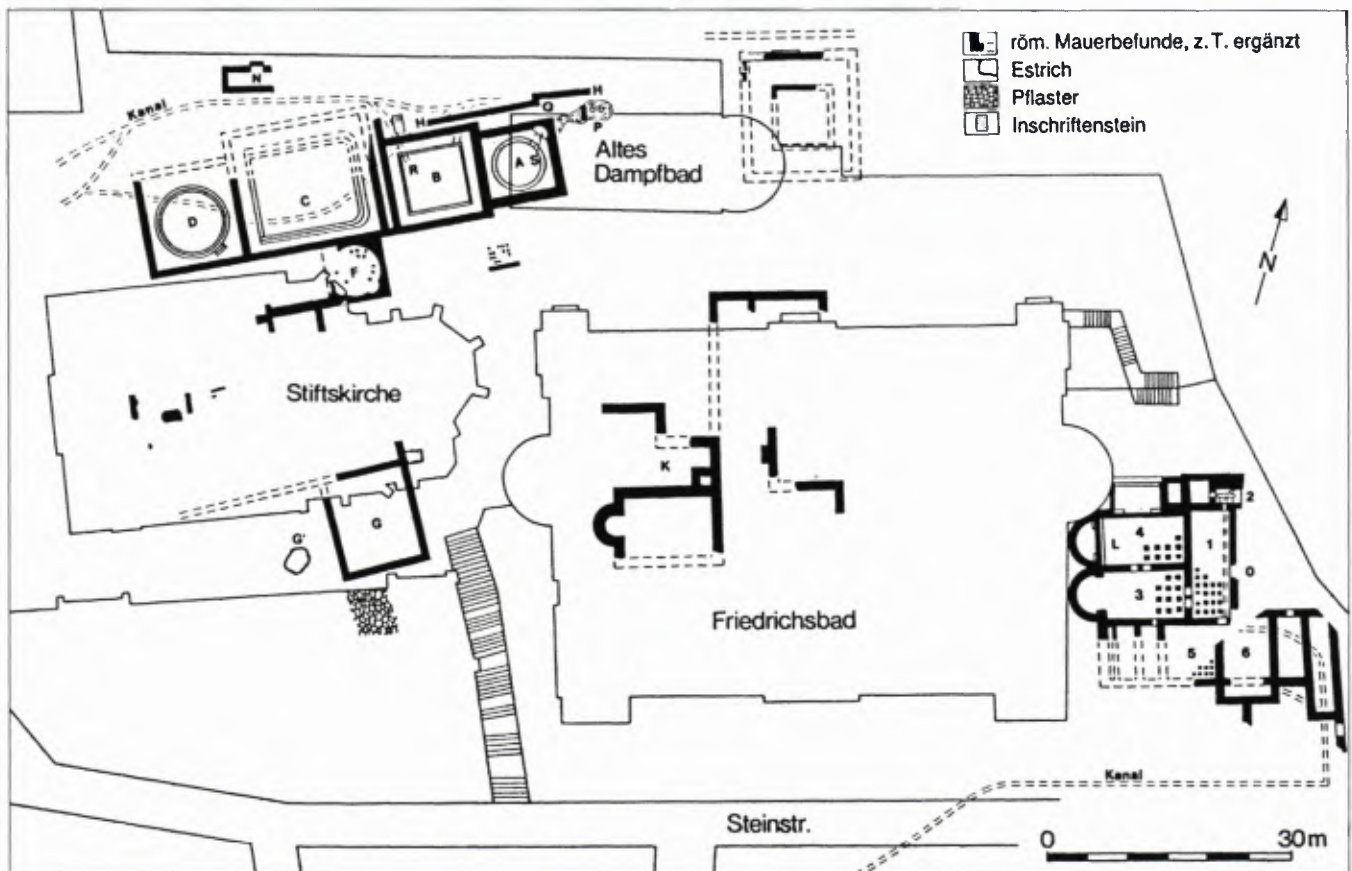 röm. Mauerbefunde, z.T. ergänzt
Estrich
Pflaster
Inschriftenstein
N
Kanal
H
H
Q
P
Altes
Dampfbad
A
S
R
B
C
D
F
N
Stiftskirche
K
G
G'
Friedrichsbad
2
4
L
1
0
3
5
6
Kanal
Steinstr.
0
30m